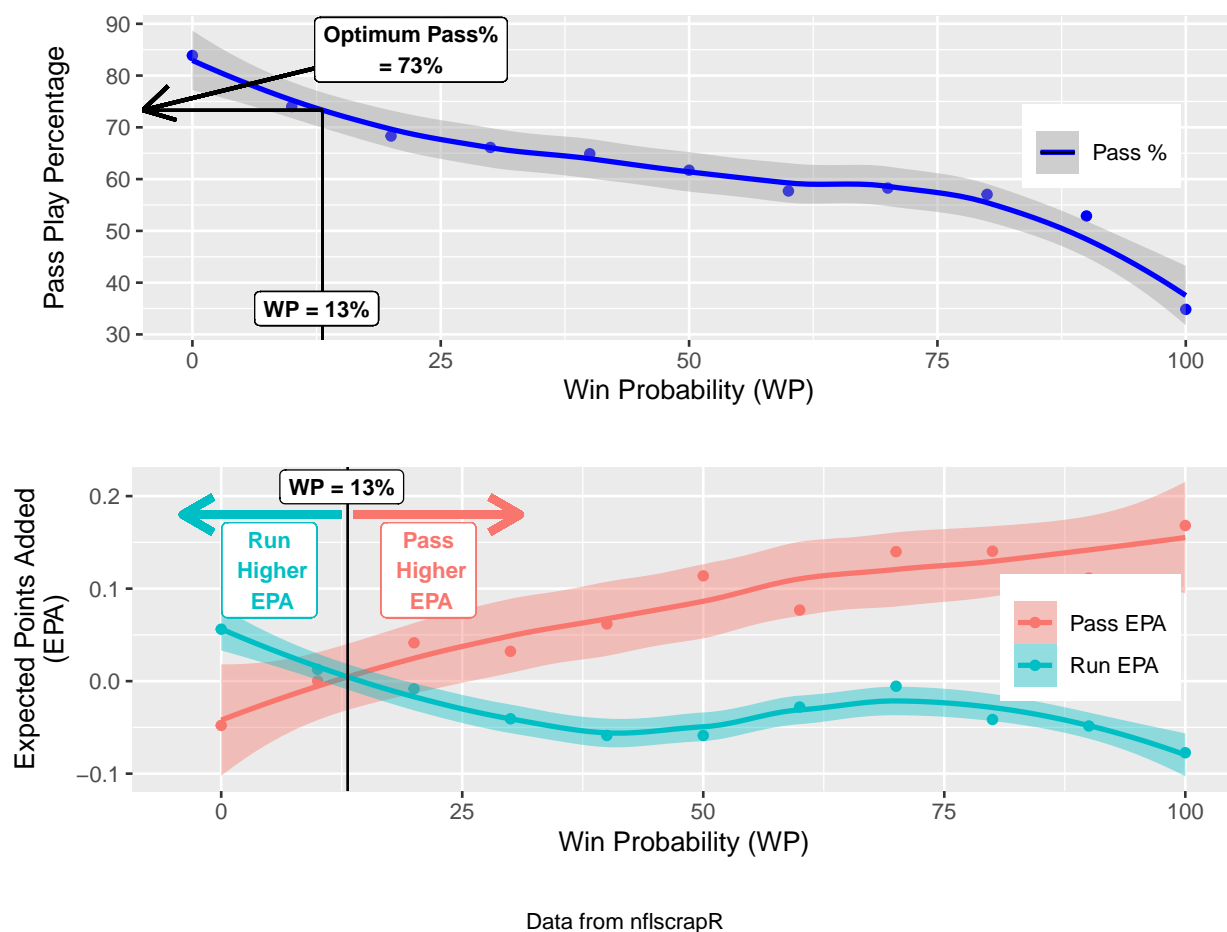 90
80
70
60
50
40
30
Pass Play Percentage
Optimum Pass%
= 73%
Pass %
WP = 13%
0
25
50
75
100
Win Probability (WP)
0.2
0.1
0.0
−0.1
Expected Points Added
(EPA)
WP = 13%
Run
Higher
EPA
Pass
Higher
EPA
Pass EPA
Run EPA
0
25
50
75
100
Win Probability (WP)
Data from nflscrapR